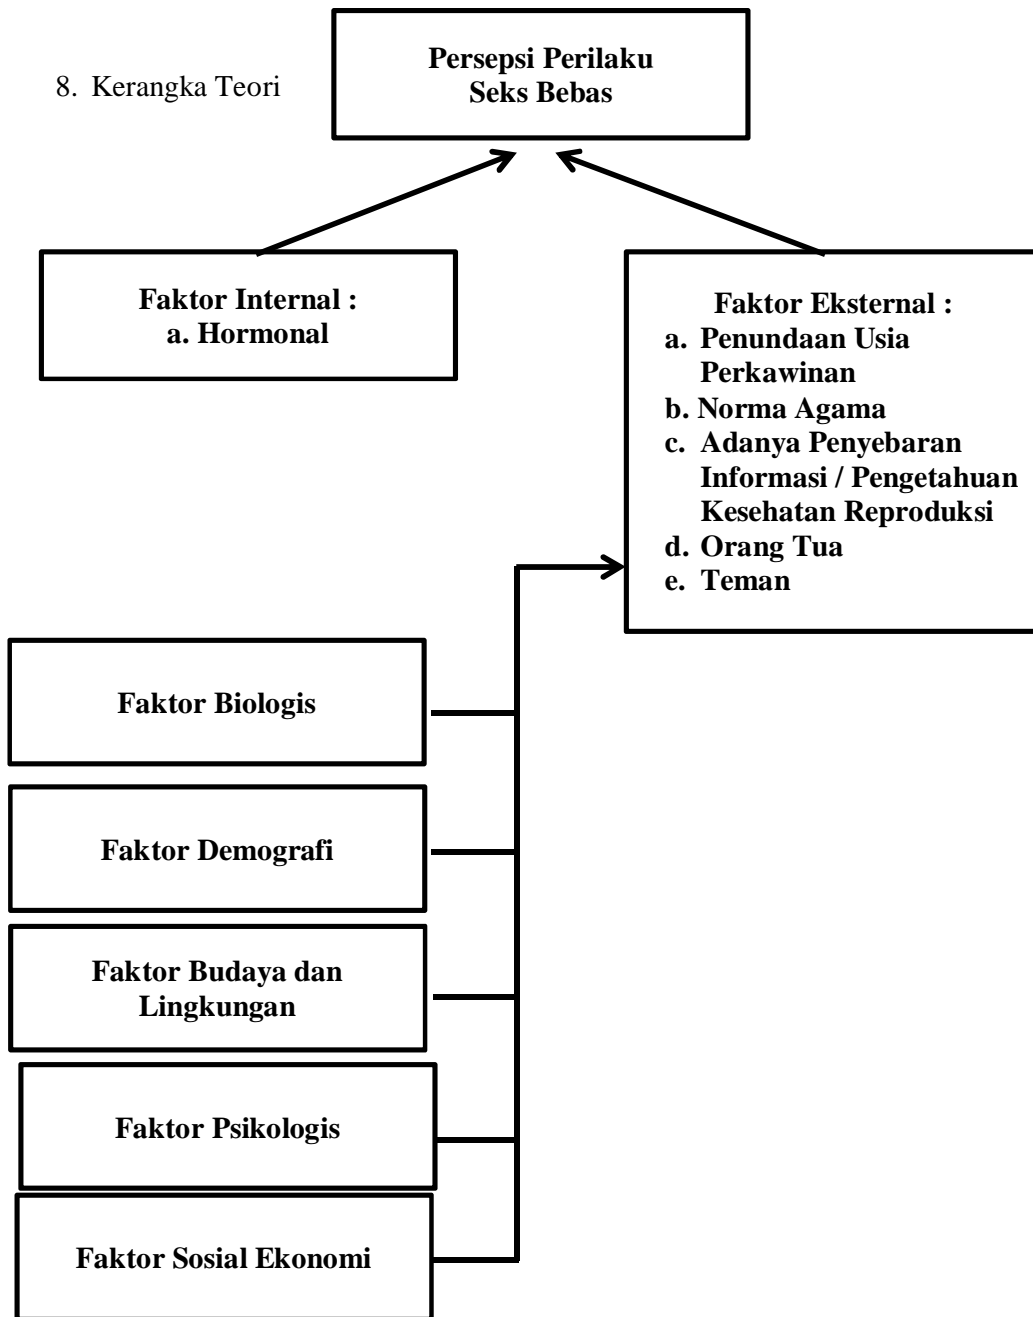 8. Kerangka Teori
Persepsi Perilaku
Seks Bebas
Faktor Internal :
a. Hormonal
Faktor Eksternal :
a. Penundaan Usia
Perkawinan
b. Norma Agama
c. Adanya Penyebaran
Informasi / Pengetahuan
Kesehatan Reproduksi
d. Orang Tua
e. Teman
Faktor Biologis
Faktor Demografi
Faktor Budaya dan
Lingkungan
Faktor Psikologis
Faktor Sosial Ekonomi